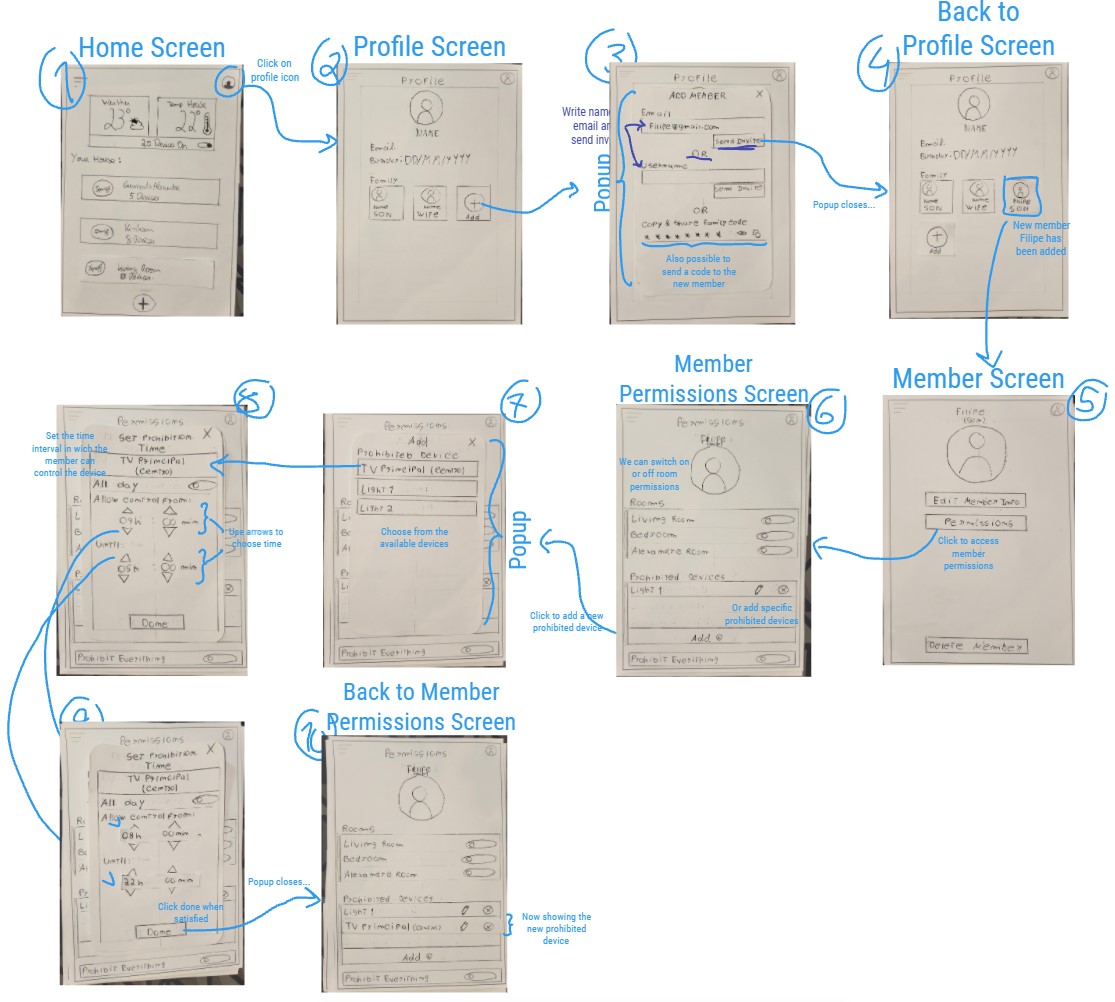 1
Home Screen
Click on
profile icon
Weather
23°
Temp House
22°
20 Devices On
Your House:
5 Devices
Kitchen
8 Devices
Living Room
2
Profile Screen
Profile
NAME
Email:
Birthday: DD/MM/YYYY
Family
NAME
SON
NAME
WIFE
Add
3
Popup
Write name
email an
send inv
Profile
ADD MEMBER
X
Email
Filipe@gmail.com
Send Invite
OR
Username
Send Invite
OR
Copy & Share Family Code
* * * * * * *
Also possible to
send a code to the
new member
Popup closes...
4
Back to
Profile Screen
Profile
NAME
Email:
Birthday: DD/MM/YYYY
Family
NAME
SON
NAME
WIFE
FILIPE
SON
Add
New member
Filipe has
been added
5
Member Screen
Filipe
(Son)
Edit Member Info
Permissions
Click to access
member
permissions
Delete Member
6
Member
Permissions Screen
Permissions
FILIPE
We can switch on
or off room
permissions
Rooms
Living Room
Bedroom
Alexandre Room
Prohibited Devices
Light 1
Or add specific
prohibited devices
Add
Prohibit Everything
Click to add a new
prohibited device
7
Popup
Permissions
Add
X
Prohibited Device
TV Principal (Centro)
Light 1
Light 2
Choose from the
available devices
Prohibit Everything
8
Permissions
Set Prohibition
Time
X
Set the time
interval in wich the
member can
control the device
TV Principal
(Centro)
All day
Allow control from:
09h : 00 min
Until:
05h : 00 min
Use arrows to
choose time
Done
Prohibit Everything
9
Permissions
Set Prohibition
Time
X
TV Principal
(Centro)
All day
Allow control from:
08h 00min
Until:
22h 00min
Click done when
satisfied
Done
Prohibit Everything
Popup closes...
10
Back to Member
Permissions Screen
Permissions
FILIPE
Rooms
Living Room
Bedroom
Alexandre Room
Prohibited Devices
Light 1
TV Principal (Centro)
Now showing the
new prohibited
device
Add
Prohibit Everything